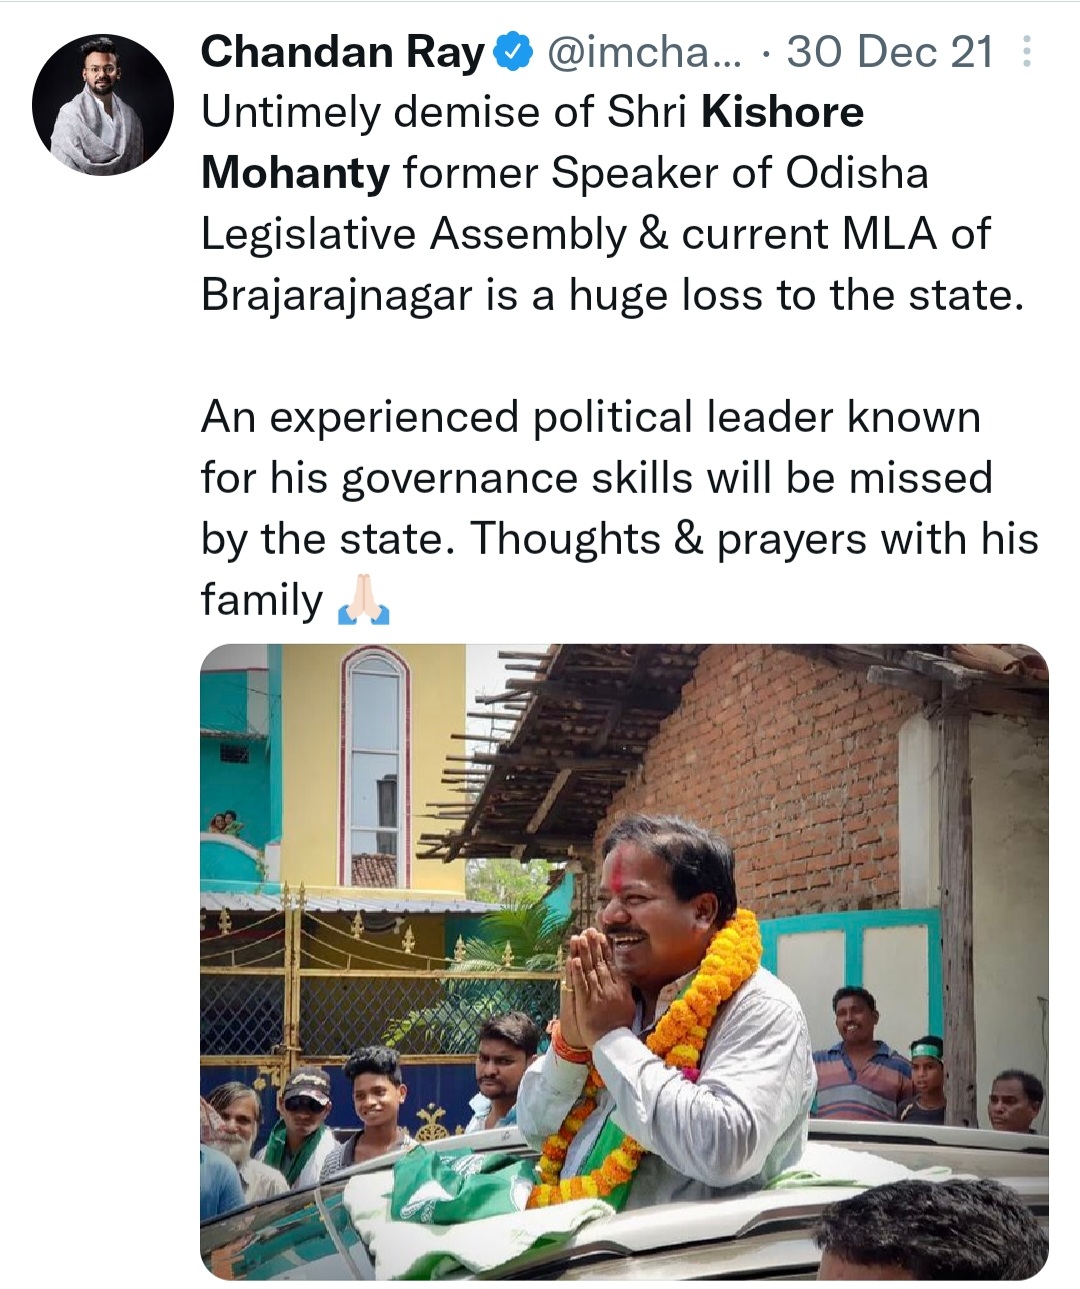 Chandan Ray @imcha... · 30 Dec 21
Untimely demise of Shri Kishore
Mohanty former Speaker of Odisha
Legislative Assembly & current MLA of
Brajarajnagar is a huge loss to the state.
An experienced political leader known
for his governance skills will be missed
by the state. Thoughts & prayers with his
family 🙏🏻